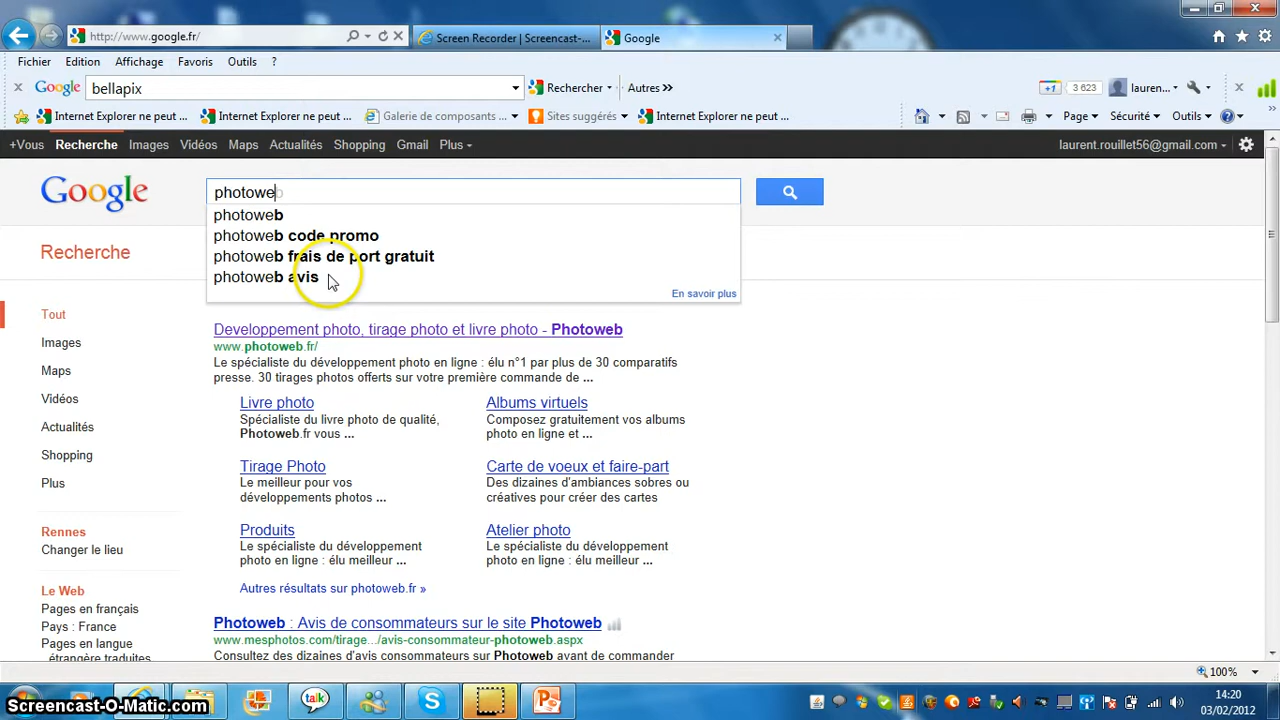 http://www.google.fr/
Screen Recorder | Screencast-...
Google
Fichier Edition Affichage Favoris Outils ?
Google bellapix Rechercher Autres »
+1 3 623 lauren...
Internet Explorer ne peut ... Internet Explorer ne peut ... Galerie de composants ... Sites suggérés Internet Explorer ne peut ... Page Sécurité Outils
+Vous Recherche Images Vidéos Maps Actualités Shopping Gmail Plus laurent.rouillet56@gmail.com
Google photoweb
photoweb
photoweb code promo
Recherche
photoweb frais de port gratuit
photoweb avis
En savoir plus
Tout
Images
Maps
Vidéos
Actualités
Shopping
Plus
Rennes
Changer le lieu
Le Web
Pages en français
Pays : France
Pages en langue
étrangère traduites
Developpement photo, tirage photo et livre photo - Photoweb
www.photoweb.fr/
Le spécialiste du développement photo en ligne : élu n°1 par plus de 30 comparatifs
presse. 30 tirages photos offerts sur votre première commande de ...
Livre photo
Spécialiste du livre photo de qualité,
Photoweb.fr vous ...
Albums virtuels
Composez gratuitement vos albums
photo en ligne et ...
Tirage Photo
Le meilleur pour vos
développements photos ...
Carte de voeux et faire-part
Des dizaines d'ambiances sobres ou
créatives pour créer des cartes
Produits
Le spécialiste du développement
photo en ligne : élu meilleur ...
Atelier photo
Le spécialiste du développement
photo en ligne : élu meilleur ...
Autres résultats sur photoweb.fr »
Photoweb : Avis de consommateurs sur le site Photoweb
www.mesphotos.com/tirage.../avis-consommateur-photoweb.aspx
Consultez des dizaines d'avis consommateurs sur Photoweb avant de commander
100%
talk
14:20
03/02/2012
Screencast-O-Matic.com